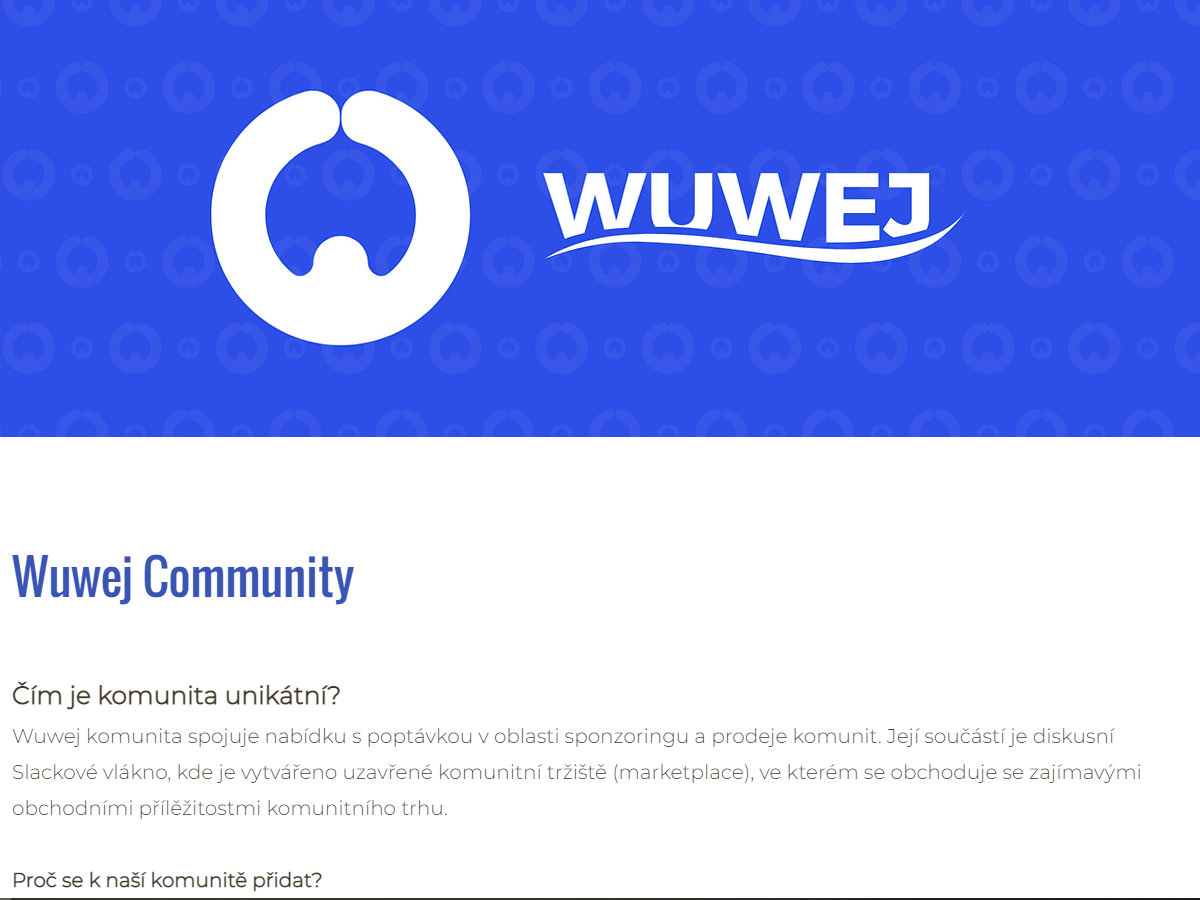 WUWEJ
Wuwej Community
Čím je komunita unikátní?
Wuwej komunita spojuje nabídku s poptávkou v oblasti sponzoringu a prodeje komunit. Její součástí je diskusní
Slackové vlákno, kde je vytvářeno uzavřené komunitní tržiště (marketplace), ve kterém se obchoduje se zajímavými
obchodními přílěžitostmi komunitního trhu.
Proč se k naší komunitě přidat?